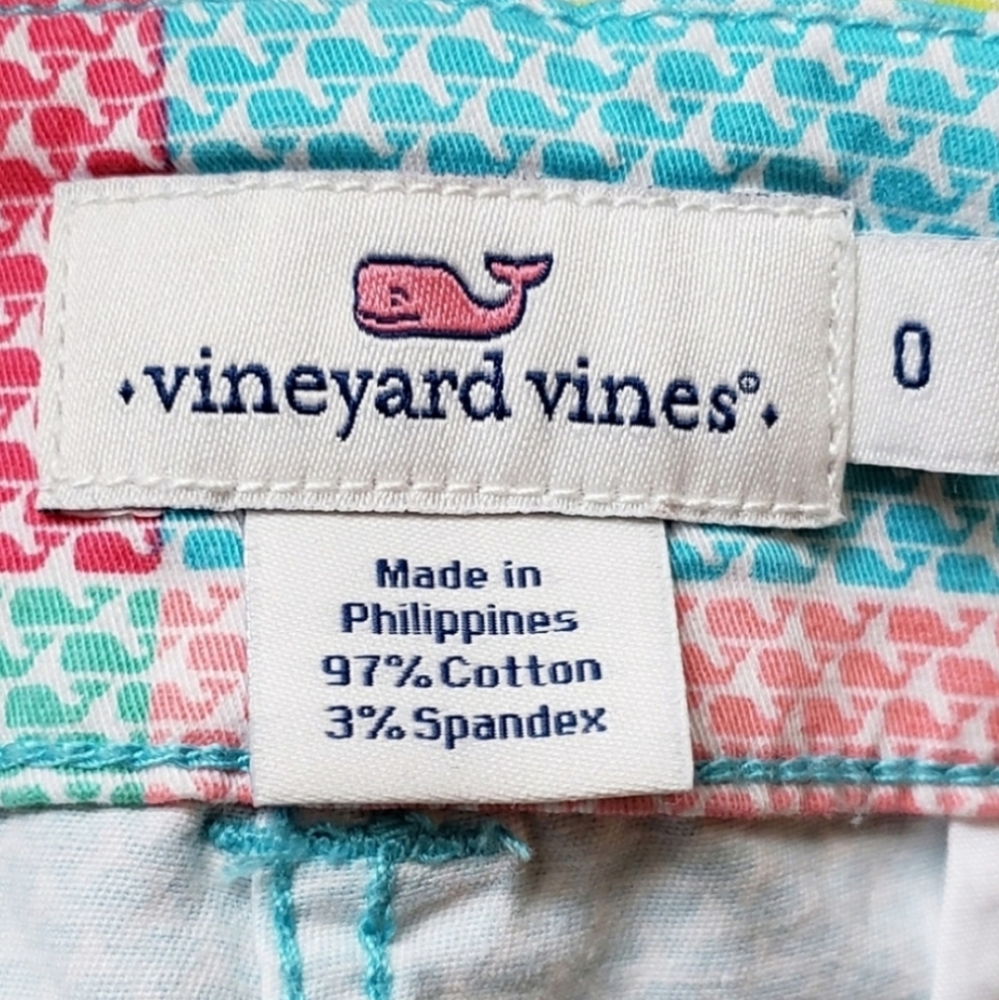 vineyard vines®
0
Made in
Philippines
97% Cotton
3% Spandex